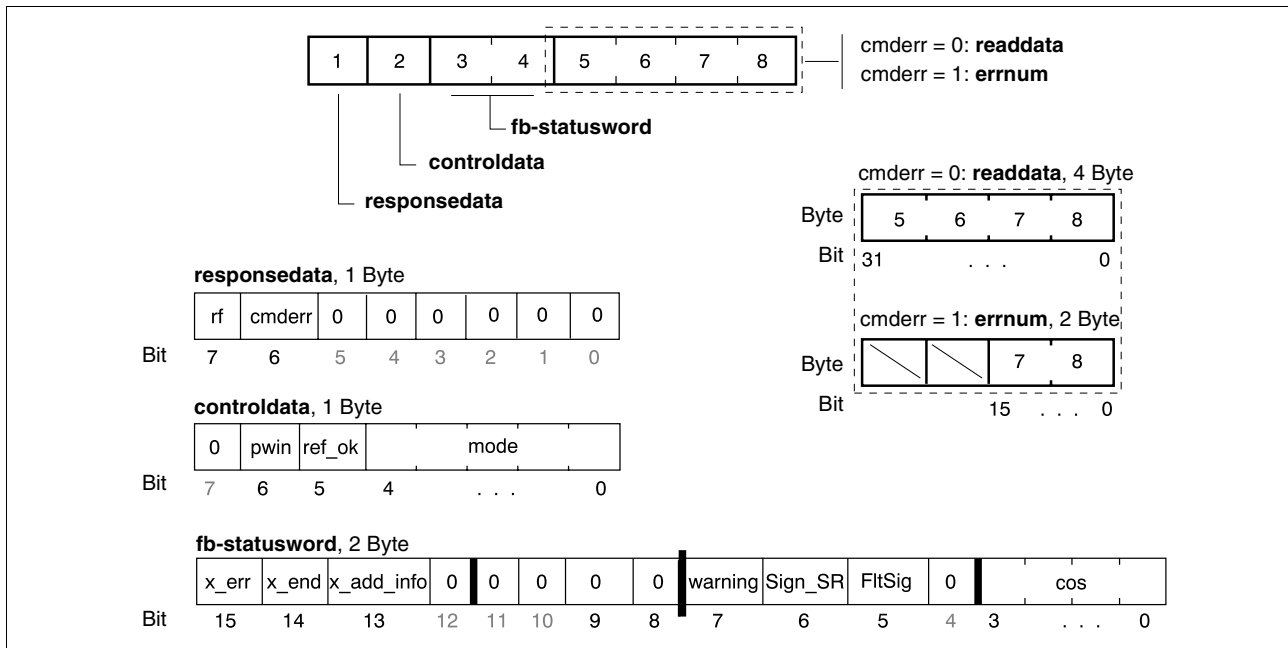 1 2 3 4 5 6 7 8
cmderr = 0: readdata
cmderr = 1: errnum
fb-statusword
controldata
responsedata
cmderr = 0: readdata, 4 Byte
Byte 5 6 7 8
Bit 31 . . . 0
cmderr = 1: errnum, 2 Byte
Byte 7 8
Bit 15 . . . 0
responsedata, 1 Byte
rf cmderr 0 0 0 0 0 0
Bit 7 6 5 4 3 2 1 0
controldata, 1 Byte
0 pwin ref_ok mode
Bit 7 6 5 4 . . . 0
fb-statusword, 2 Byte
x_err x_end x_add_info 0 0 0 0 0 warning Sign_SR FltSig 0 cos
Bit 15 14 13 12 11 10 9 8 7 6 5 4 3 . . . 0